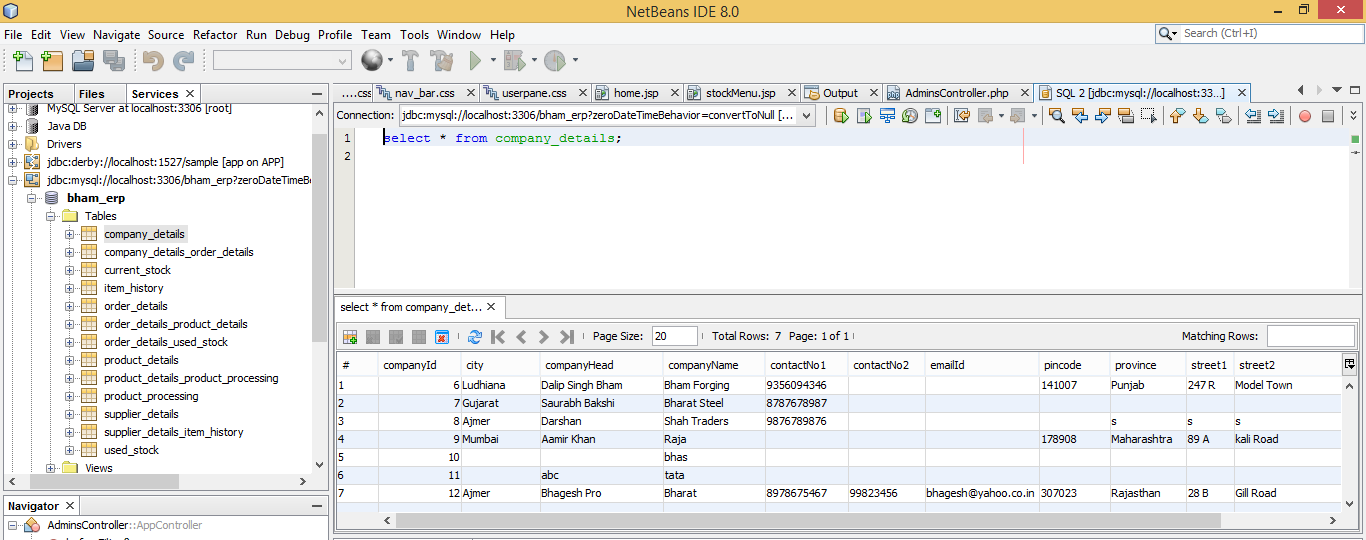 NetBeans IDE 8.0
File Edit View Navigate Source Refactor Run Debug Profile Team Tools Window Help
Search (Ctrl+I)
Projects Files Services
MySQL Server at localhost:3306 [root]
Java DB
Drivers
jdbc:derby://localhost:1527/sample [app on APP]
jdbc:mysql://localhost:3306/bham_erp?zeroDateTimeBe
bham_erp
Tables
company_details
company_details_order_details
current_stock
item_history
order_details
order_details_product_details
order_details_used_stock
product_details
product_details_product_processing
product_processing
supplier_details
supplier_details_item_history
used_stock
Views
Navigator
AdminsController::AppController
....css nav_bar.css userpane.css home.jsp stockMenu.jsp Output AdminsController.php SQL 2 [jdbc:mysql://localhost:33...]
Connection: jdbc:mysql://localhost:3306/bham_erp?zeroDateTimeBehavior=convertToNull [...
1 select * from company_details;
2
select * from company_det...
Page Size: 20 Total Rows: 7 Page: 1 of 1 Matching Rows:
# companyId city companyHead companyName contactNo1 contactNo2 emailId pincode province street1 street2
1 6 Ludhiana Dalip Singh Bham Bham Forging 9356094346 141007 Punjab 247 R Model Town
2 7 Gujarat Saurabh Bakshi Bharat Steel 8787678987
3 8 Ajmer Darshan Shah Traders 9876789876 s s s
4 9 Mumbai Aamir Khan Raja 178908 Maharashtra 89 A kali Road
5 10 bhas
6 11 abc tata
7 12 Ajmer Bhagesh Pro Bharat 8978675467 99823456 bhagesh@yahoo.co.in 307023 Rajasthan 28 B Gill Road